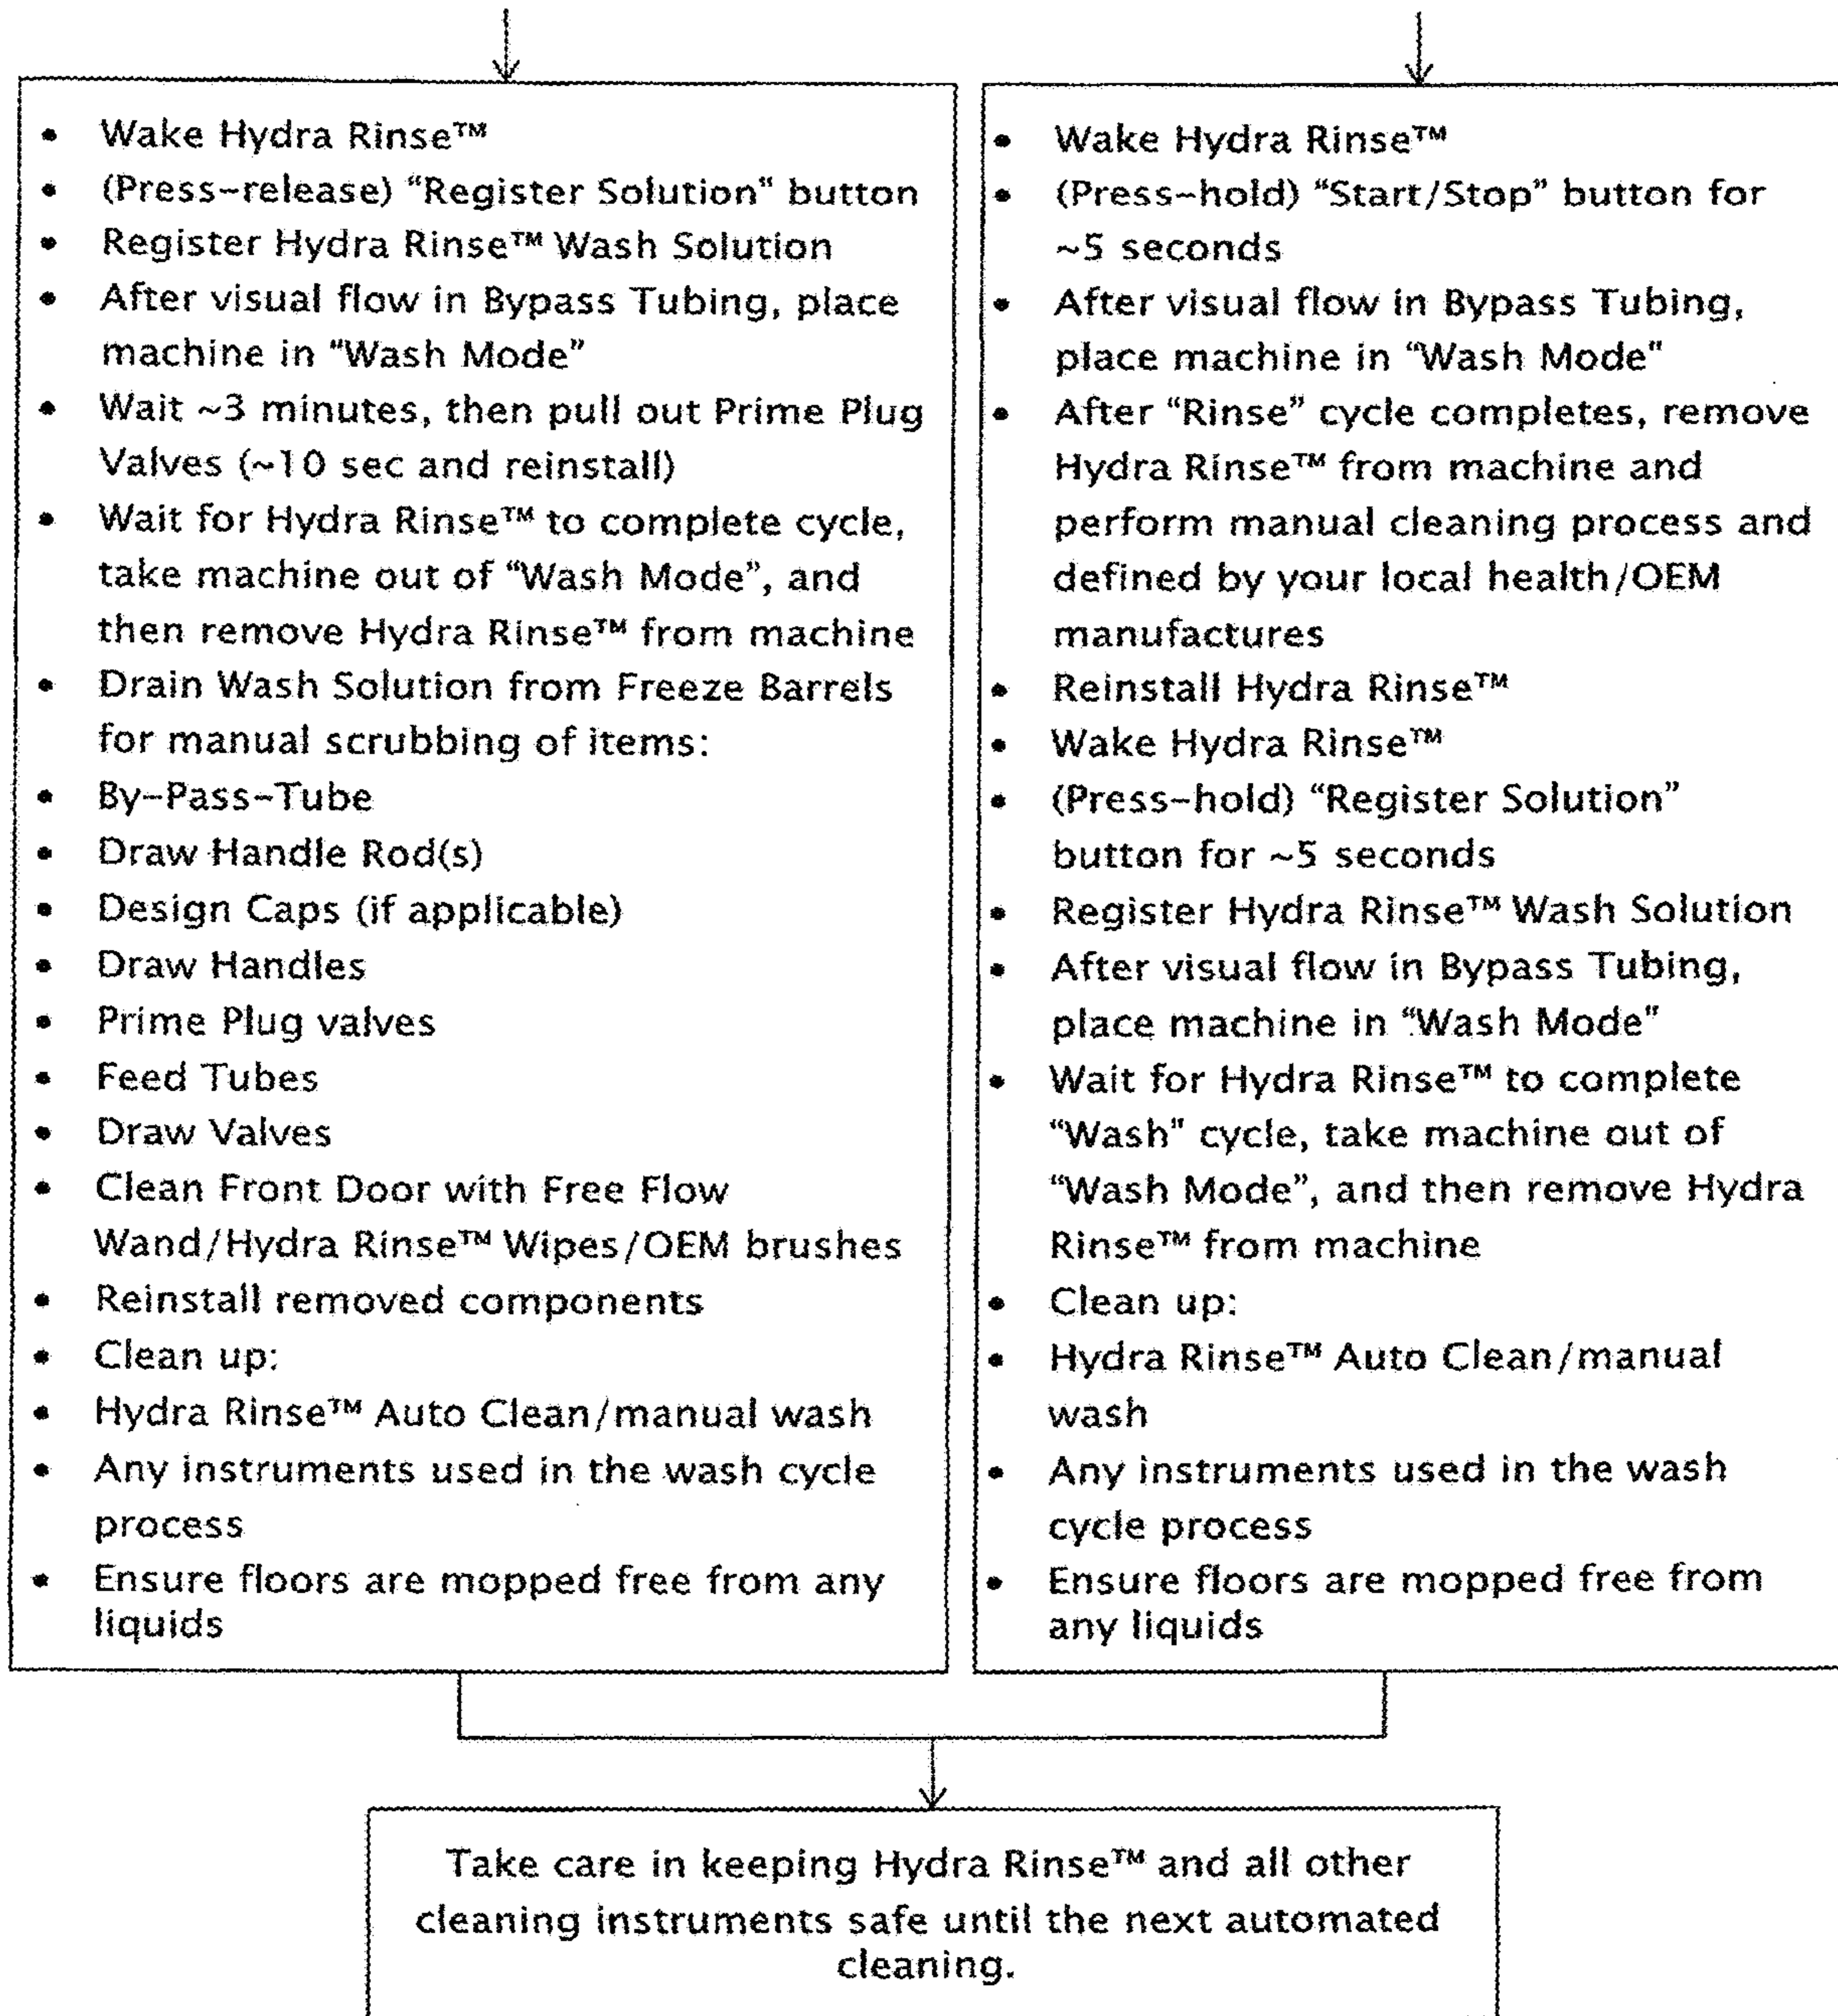 • Wake Hydra Rinse™
• (Press-release) “Register Solution” button
• Register Hydra Rinse™ Wash Solution
• After visual flow in Bypass Tubing, place
machine in “Wash Mode”
• Wait ~3 minutes, then pull out Prime Plug
Valves (~10 sec and reinstall)
• Wait for Hydra Rinse™ to complete cycle,
take machine out of “Wash Mode”, and
then remove Hydra Rinse™ from machine
• Drain Wash Solution from Freeze Barrels
for manual scrubbing of items:
• By-Pass-Tube
• Draw Handle Rod(s)
• Design Caps (if applicable)
• Draw Handles
• Prime Plug valves
• Feed Tubes
• Draw Valves
• Clean Front Door with Free Flow
Wand/Hydra Rinse™ Wipes/OEM brushes
• Reinstall removed components
• Clean up:
• Hydra Rinse™ Auto Clean/manual wash
• Any instruments used in the wash cycle
process
• Ensure floors are mopped free from any
liquids
• Wake Hydra Rinse™
• (Press-hold) “Start/Stop” button for
~5 seconds
• After visual flow in Bypass Tubing,
place machine in “Wash Mode”
• After “Rinse” cycle completes, remove
Hydra Rinse™ from machine and
perform manual cleaning process and
defined by your local health/OEM
manufactures
• Reinstall Hydra Rinse™
• Wake Hydra Rinse™
• (Press-hold) “Register Solution”
button for ~5 seconds
• Register Hydra Rinse™ Wash Solution
• After visual flow in Bypass Tubing,
place machine in “Wash Mode”
• Wait for Hydra Rinse™ to complete
“Wash” cycle, take machine out of
“Wash Mode”, and then remove Hydra
Rinse™ from machine
• Clean up:
• Hydra Rinse™ Auto Clean/manual
wash
• Any instruments used in the wash
cycle process
• Ensure floors are mopped free from
any liquids
Take care in keeping Hydra Rinse™ and all other
cleaning instruments safe until the next automated
cleaning.